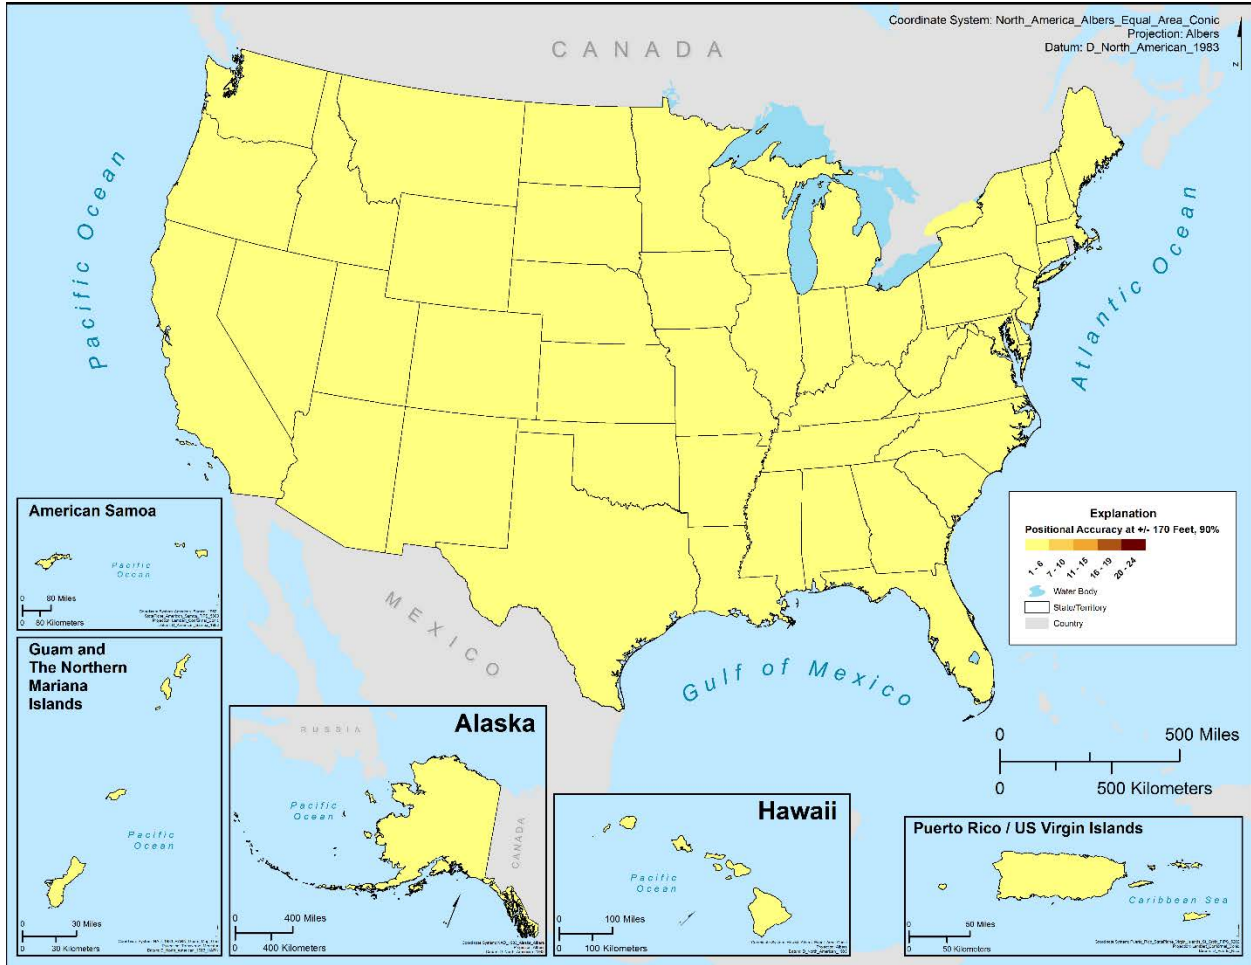 Coordinate System: North_America_Albers_Equal_Area_Conic
Projection: Albers
Datum: D_North_American_1983
N
CANADA
Pacific Ocean
Atlantic Ocean
MEXICO
Gulf of Mexico
Explanation
Positional Accuracy at +/- 170 Feet, 90%
1 - 6
7 - 10
11 - 15
16 - 19
20 - 24
Water Body
State/Territory
Country
0 500 Miles
0 500 Kilometers
American Samoa
Pacific
Ocean
0 80 Miles
0 80 Kilometers
Guam and
The Northern
Mariana
Islands
Pacific
Ocean
0 30 Miles
0 30 Kilometers
Alaska
RUSSIA
Pacific
Ocean
CANADA
0 400 Miles
0 400 Kilometers
Hawaii
Pacific
Ocean
0 100 Miles
0 100 Kilometers
Puerto Rico / US Virgin Islands
Caribbean Sea
0 50 Miles
0 50 Kilometers